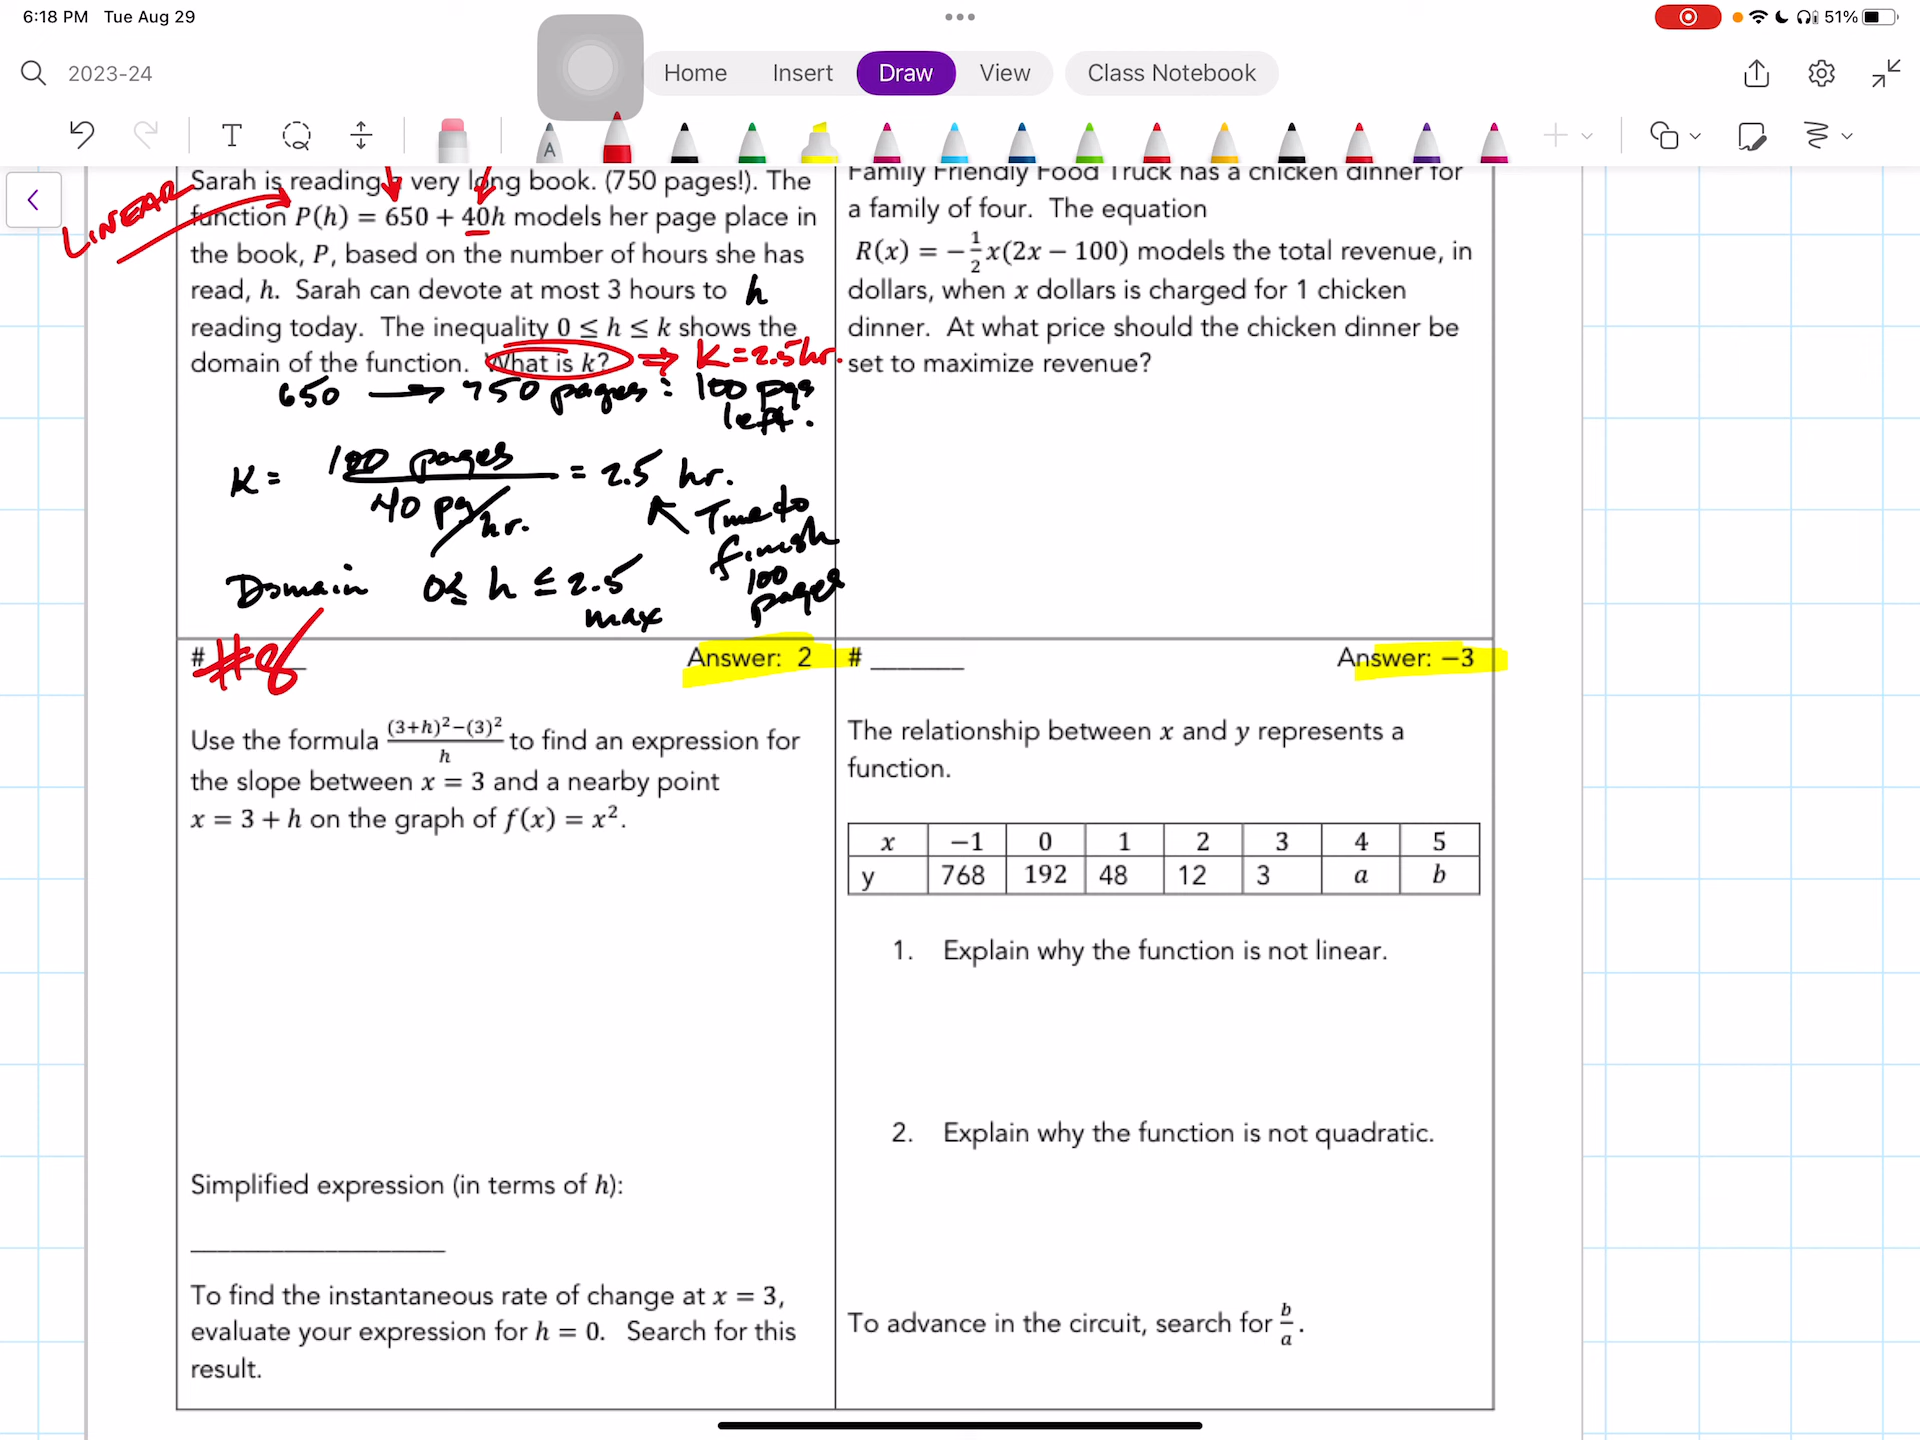 6:18 PM Tue Aug 29
51%
2023-24
Home Insert Draw View Class Notebook
T
A
LINEAR
Sarah is reading a very long book. (750 pages!). The
function P(h) = 650 + 40h models her page place in
the book, P, based on the number of hours she has
read, h. Sarah can devote at most 3 hours to h
reading today. The inequality 0 ≤ h ≤ k shows the
domain of the function. What is k? ⇒ K = 2.5 hr.
650 → 750 pages : 100 pgs
left.
K = 100 pages / 40 pg/hr. = 2.5 hr.
Time to
finish
100
pages
Domain 0 ≤ h ≤ 2.5
max
Family Friendly Food Truck has a chicken dinner for
a family of four. The equation
R(x) = −1/2x(2x − 100) models the total revenue, in
dollars, when x dollars is charged for 1 chicken
dinner. At what price should the chicken dinner be
set to maximize revenue?
# #8 Answer: 2
Use the formula (3+h)²−(3)²/h to find an expression for
the slope between x = 3 and a nearby point
x = 3 + h on the graph of f(x) = x².
Simplified expression (in terms of h):
____________________
To find the instantaneous rate of change at x = 3,
evaluate your expression for h = 0. Search for this
result.
# _______ Answer: −3
The relationship between x and y represents a
function.
x −1 0 1 2 3 4 5
y 768 192 48 12 3 a b
1. Explain why the function is not linear.
2. Explain why the function is not quadratic.
To advance in the circuit, search for b/a.